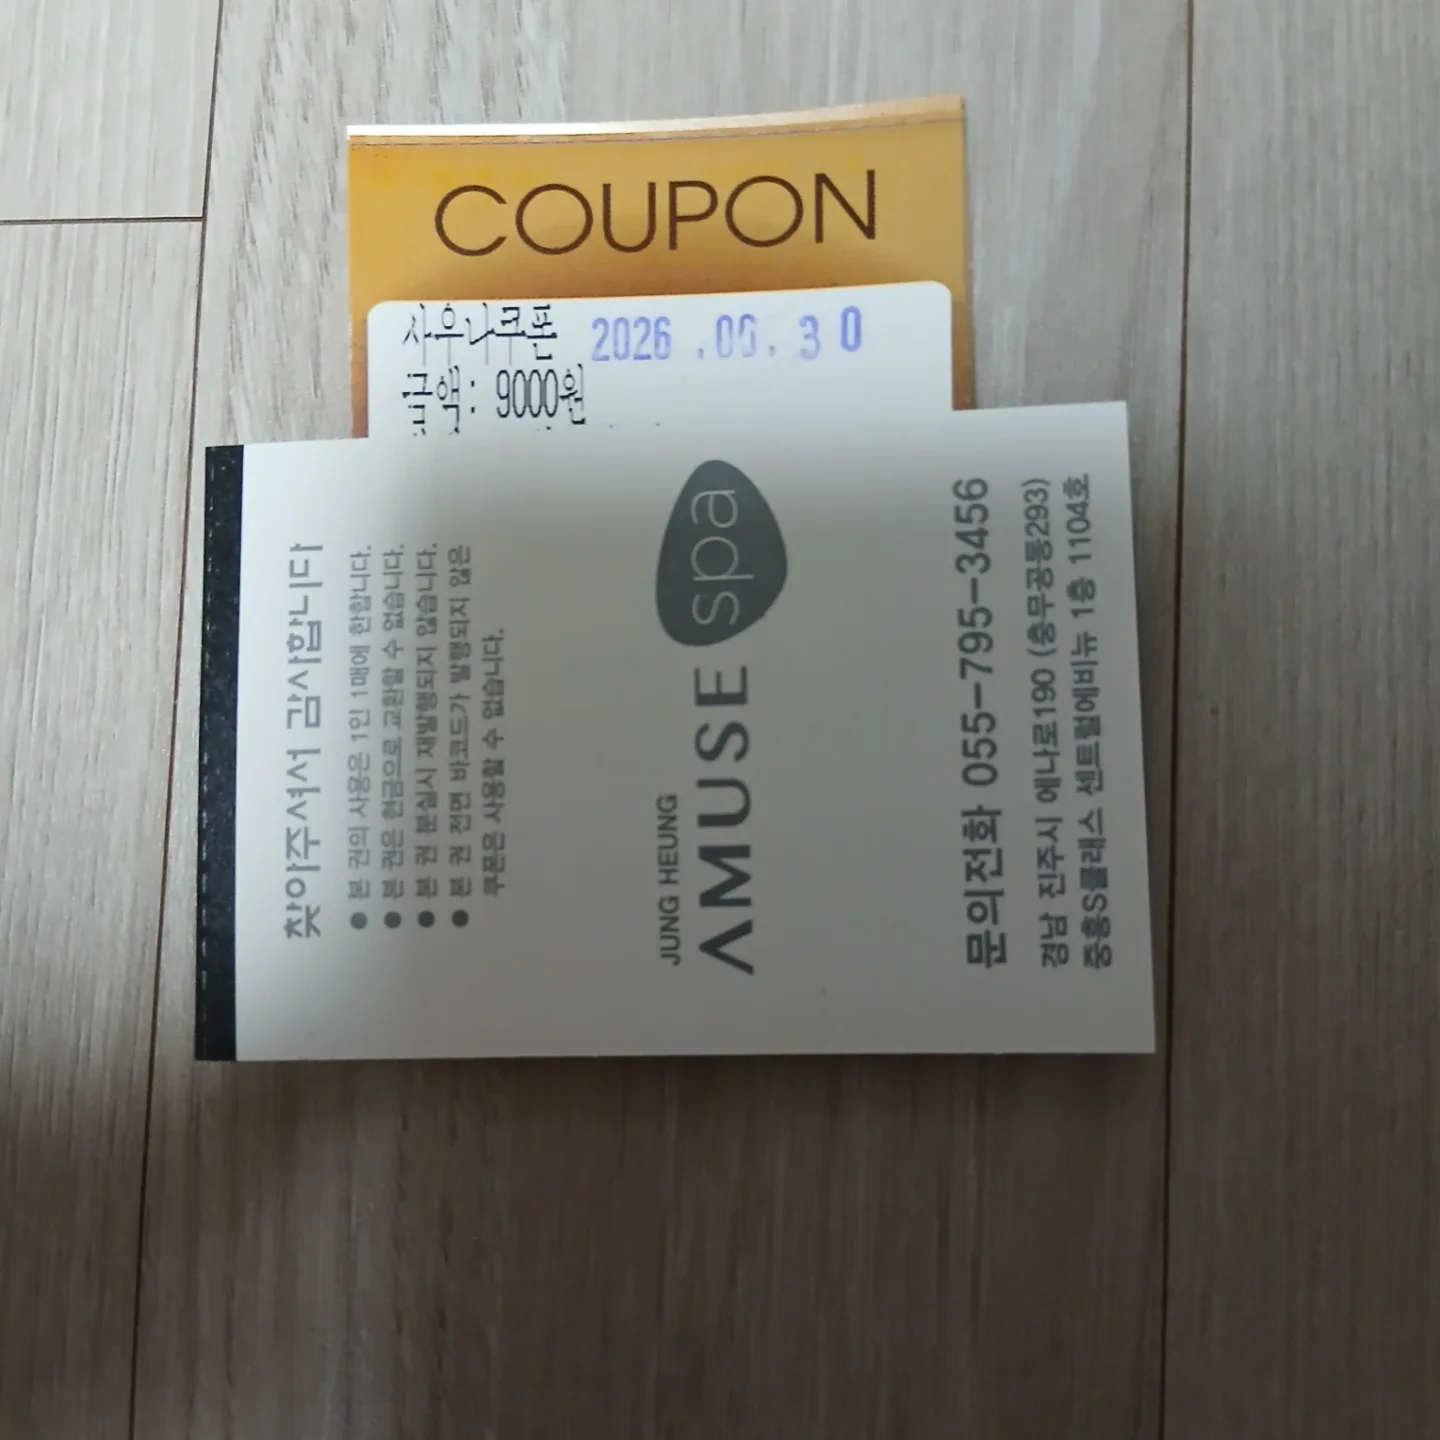 COUPON
사우나쿠폰 2026 .06. 30
금액: 9000원
찾아주셔서 감사합니다
● 본 권의 사용은 1인 1매에 한합니다.
● 본 권은 현금으로 교환할 수 없습니다.
● 본 권 분실시 재발행되지 않습니다.
● 본 권 전면 바코드가 발행되지 않은
쿠폰은 사용할 수 없습니다.
JUNG HEUNG
AMUSE spa
문의전화 055-795-3456
경남 진주시 에나로190 (충무공동293)
중흥S클래스 센트럴에비뉴 1층 1104호